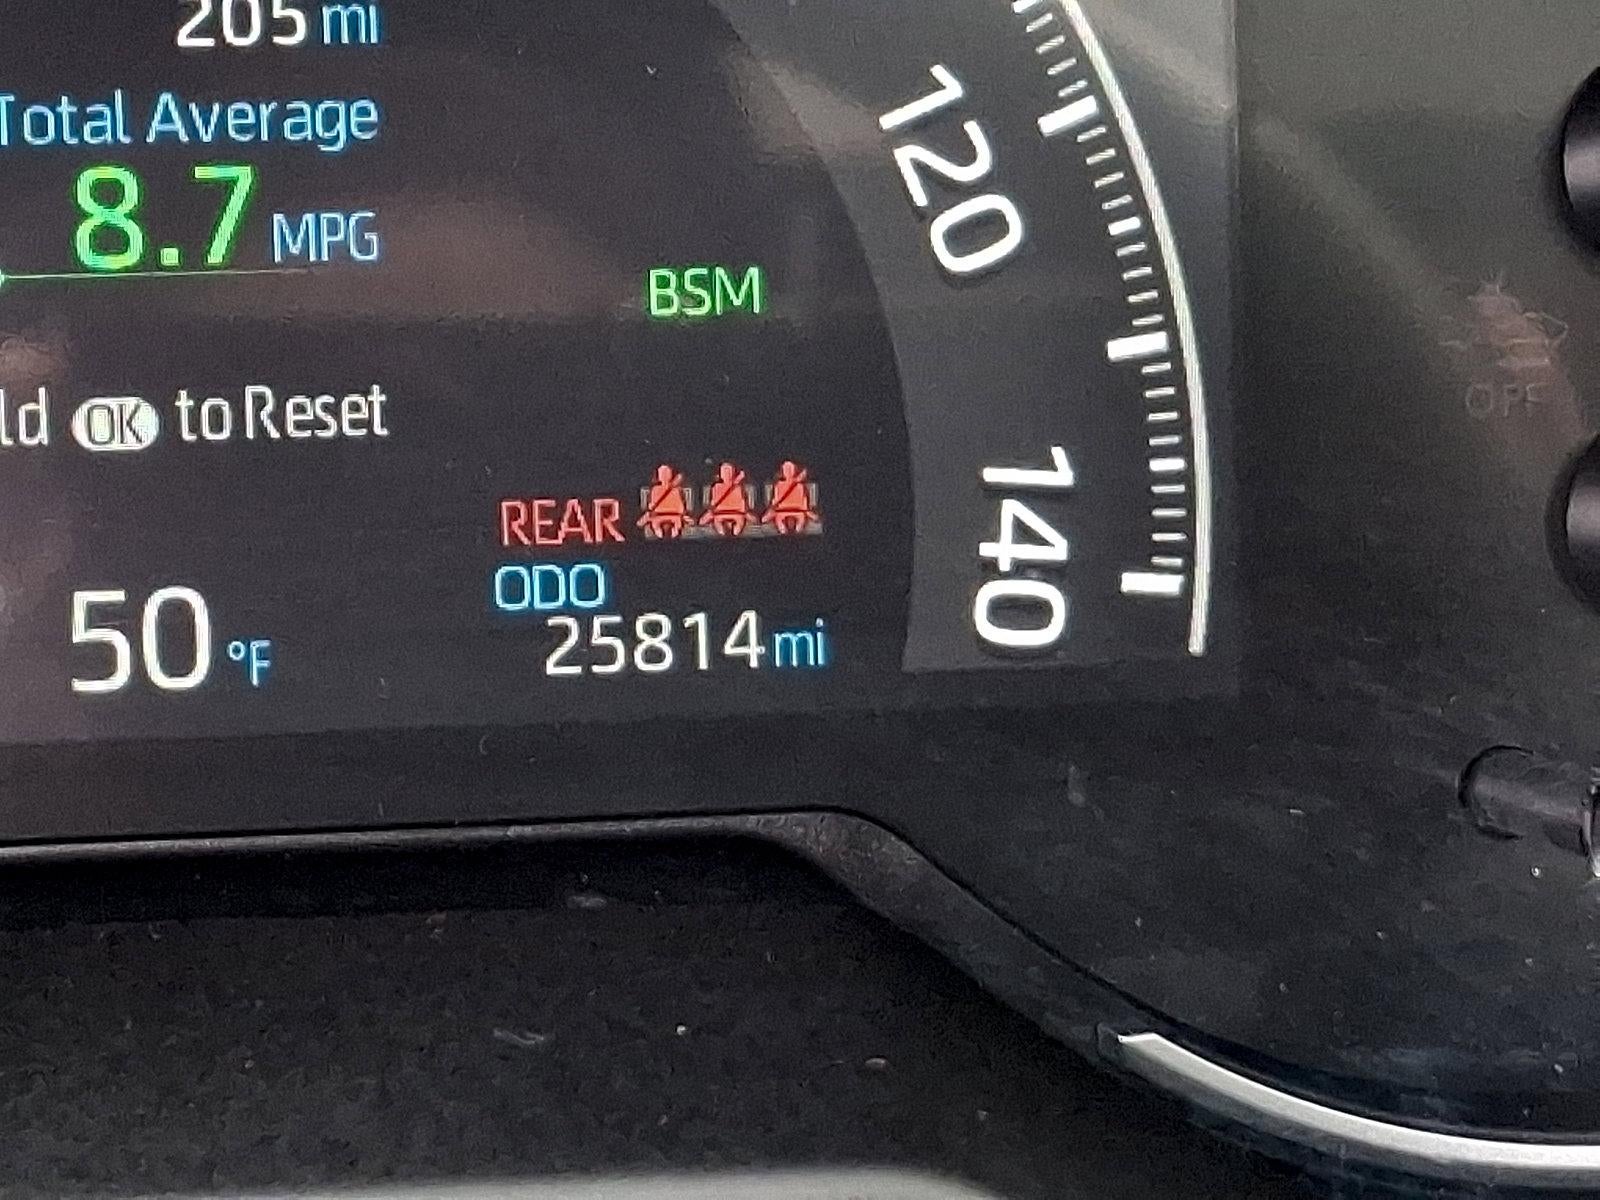 205 mi
Total Average
8.7 MPG
BSM
ld OK to Reset
REAR
ODO
50 °F
25814 mi
120
140
OFF